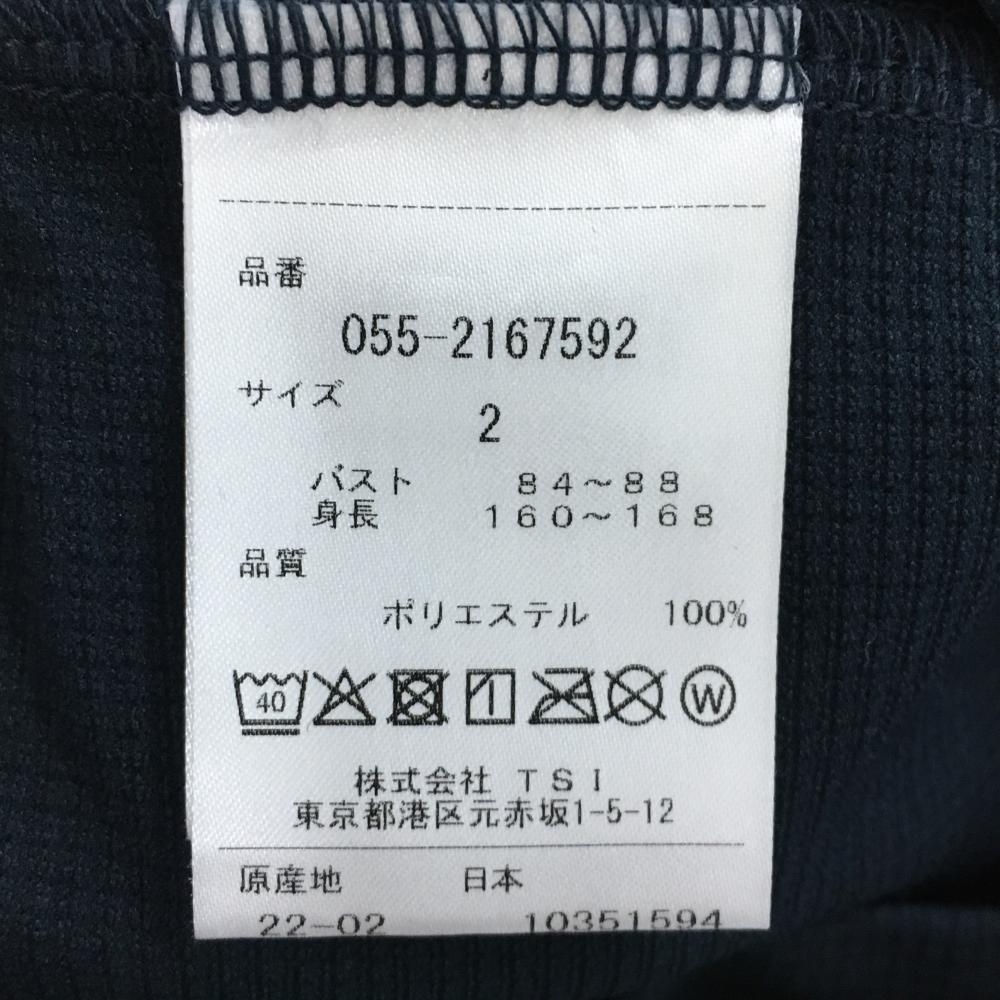 品番
055-2167592
サイズ
2
バスト 84～88
身長 160～168
品質
ポリエステル 100%
40
W
株式会社 TSI
東京都港区元赤坂1-5-12
原産地 日本
22-02 10351594